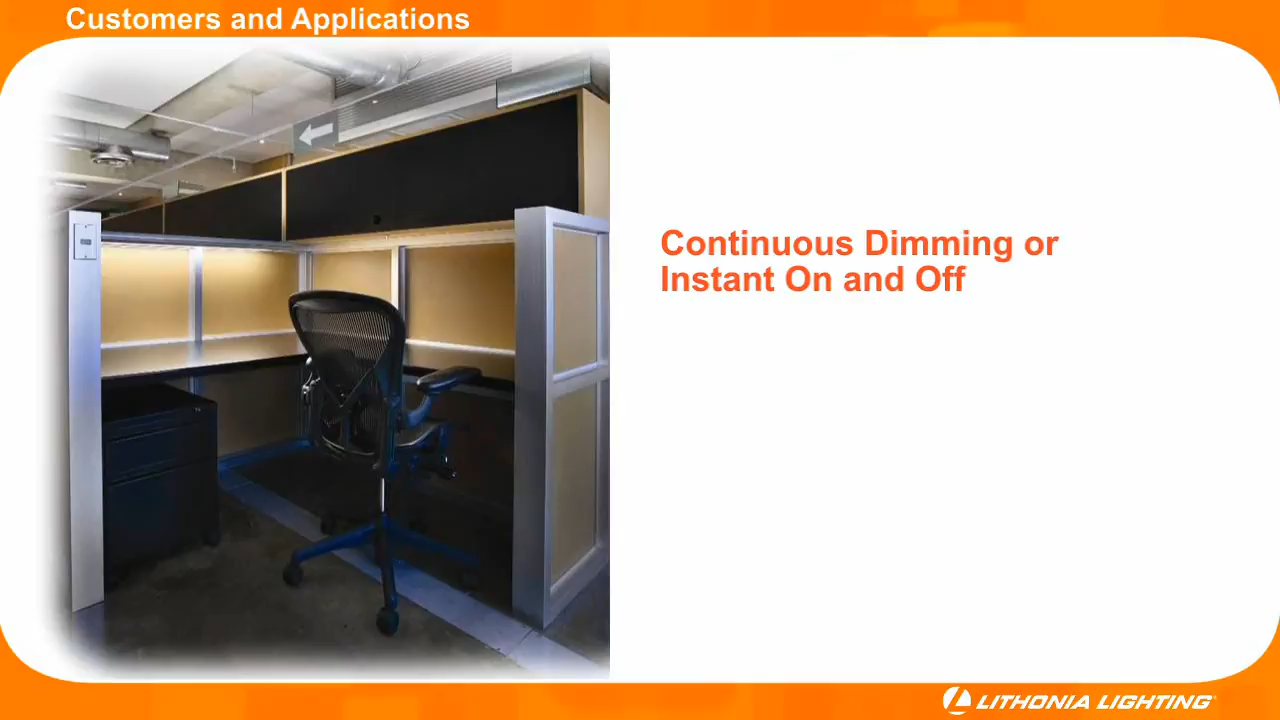 Customers and Applications
Continuous Dimming or
Instant On and Off
LITHONIA LIGHTING